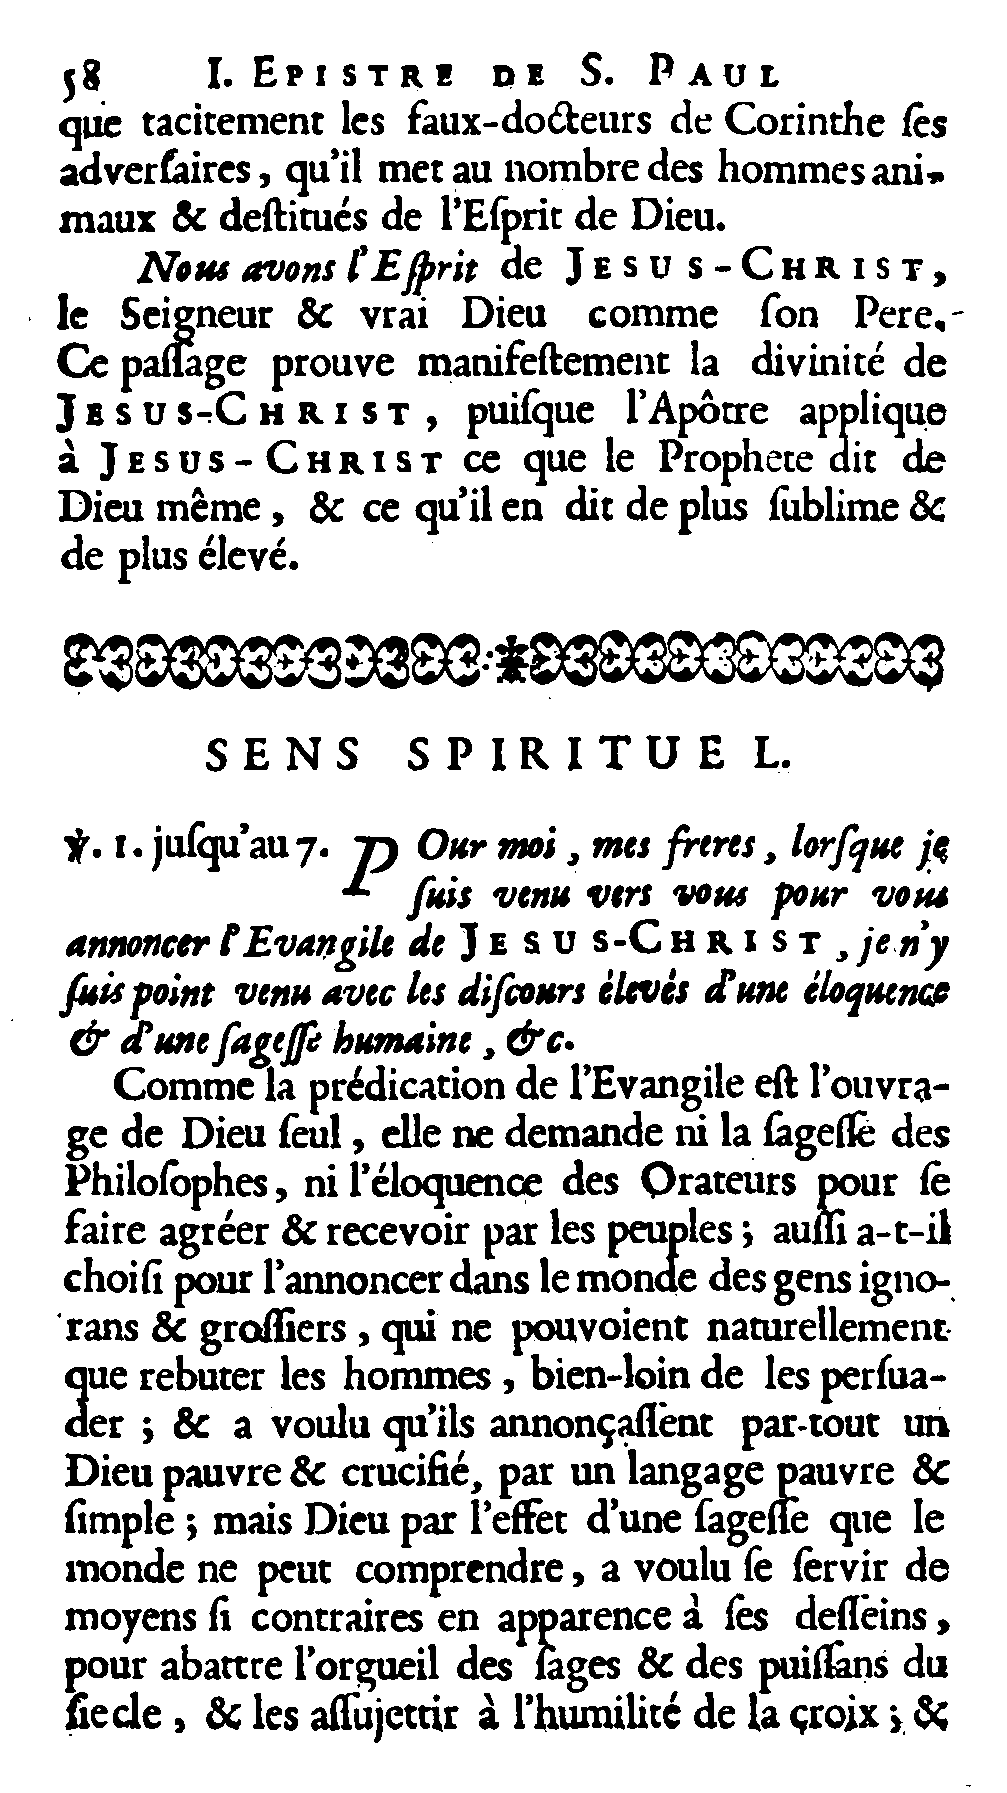 58 I. EPISTRE DE S. PAUL
que tacitement les faux-docteurs de Corinthe ſes
adverſaires, qu'il met au nombre des hommes ani-
maux & deſtitués de l'Eſprit de Dieu.
Nous avons l'Eſprit de JESUS-CHRIST,
le Seigneur & vrai Dieu comme ſon Pere.
Ce paſſage prouve manifeſtement la divinité de
JESUS-CHRIST, puiſque l'Apôtre applique
à JESUS-CHRIST ce que le Prophete dit de
Dieu même, & ce qu'il en dit de plus ſublime &
de plus élevé.
SENS SPIRITUEL.
℣. 1. juſqu'au 7. POur moi, mes freres, lorſque je
ſuis venu vers vous pour vous
annoncer l'Evangile de JESUS-CHRIST, je n'y
ſuis point venu avec les diſcours élevés d'une éloquence
& d'une ſageſſe humaine, &c.
Comme la prédication de l'Evangile eſt l'ouvra-
ge de Dieu ſeul, elle ne demande ni la ſageſſe des
Philoſophes, ni l'éloquence des Orateurs pour ſe
faire agréer & recevoir par les peuples; auſſi a-t-il
choiſi pour l'annoncer dans le monde des gens igno-
rans & groſſiers, qui ne pouvoient naturellement
que rebuter les hommes, bien-loin de les perſua-
der; & a voulu qu'ils annonçaſſent par-tout un
Dieu pauvre & crucifié, par un langage pauvre &
ſimple; mais Dieu par l'effet d'une ſageſſe que le
monde ne peut comprendre, a voulu ſe ſervir de
moyens ſi contraires en apparence à ſes deſſeins,
pour abattre l'orgueil des ſages & des puiſſans du
ſiecle, & les aſſujettir à l'humilité de la croix; &